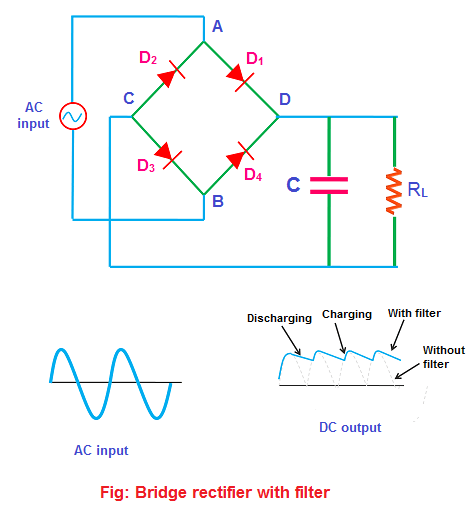 A
D2
D1
AC
input
C
D
D3
D4
B
C
RL
Discharging Charging With filter
Without
filter
DC output
AC input
Fig: Bridge rectifier with filter